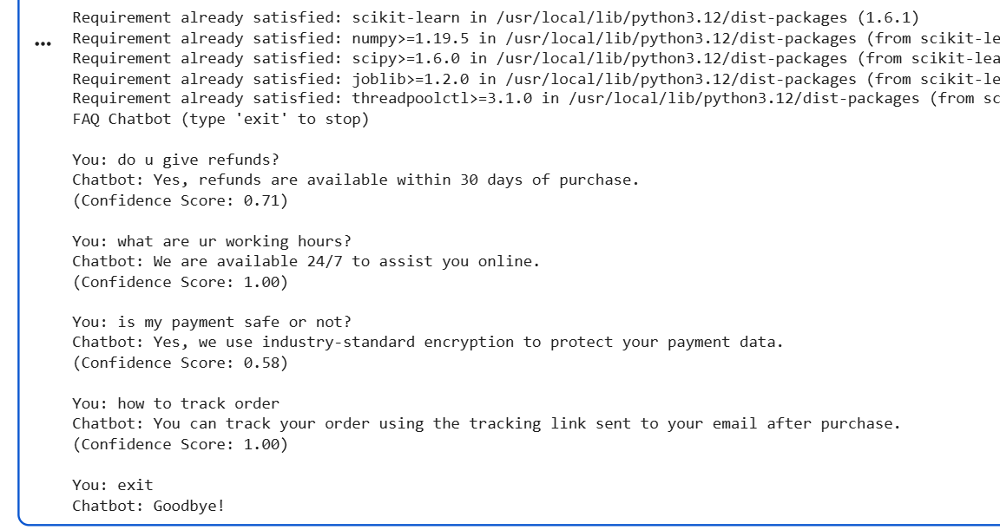 Requirement already satisfied: scikit-learn in /usr/local/lib/python3.12/dist-packages (1.6.1)
Requirement already satisfied: numpy>=1.19.5 in /usr/local/lib/python3.12/dist-packages (from scikit-le
Requirement already satisfied: scipy>=1.6.0 in /usr/local/lib/python3.12/dist-packages (from scikit-lea
Requirement already satisfied: joblib>=1.2.0 in /usr/local/lib/python3.12/dist-packages (from scikit-le
Requirement already satisfied: threadpoolctl>=3.1.0 in /usr/local/lib/python3.12/dist-packages (from sc
FAQ Chatbot (type 'exit' to stop)
You: do u give refunds?
Chatbot: Yes, refunds are available within 30 days of purchase.
(Confidence Score: 0.71)
You: what are ur working hours?
Chatbot: We are available 24/7 to assist you online.
(Confidence Score: 1.00)
You: is my payment safe or not?
Chatbot: Yes, we use industry-standard encryption to protect your payment data.
(Confidence Score: 0.58)
You: how to track order
Chatbot: You can track your order using the tracking link sent to your email after purchase.
(Confidence Score: 1.00)
You: exit
Chatbot: Goodbye!